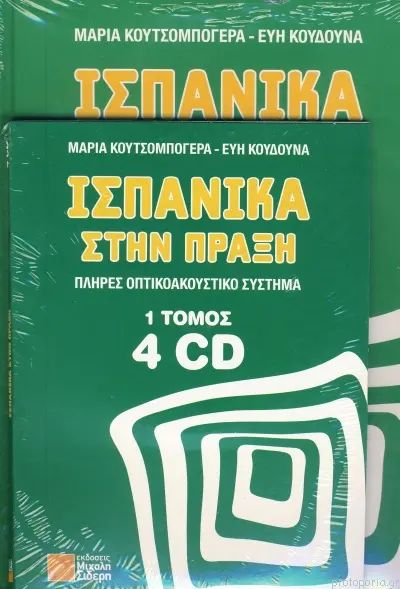 ΜΑΡΙΑ ΚΟΥΤΣΟΜΠΟΓΕΡΑ - ΕΥΗ ΚΟΥΔΟΥΝΑ
ΙΣΠΑΝΙΚΑ
ΜΑΡΙΑ ΚΟΥΤΣΟΜΠΟΓΕΡΑ - ΕΥΗ ΚΟΥΔΟΥΝΑ
ΙΣΠΑΝΙΚΑ
ΣΤΗΝ ΠΡΑΞΗ
ΠΛΗΡΕΣ ΟΠΤΙΚΟΑΚΟΥΣΤΙΚΟ ΣΥΣΤΗΜΑ
1 ΤΟΜΟΣ
4 CD
ΙΣΠΑΝΙΚΑ ΣΤΗΝ ΠΡΑΞΗ
εκδοσεις
Μιχάλη
Σιδέρη
protoporia.gr